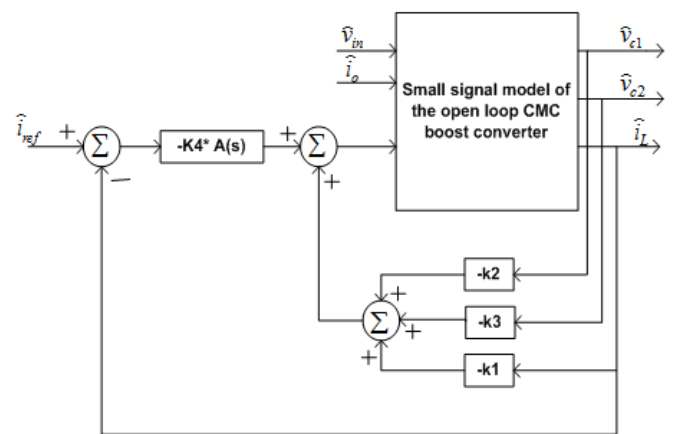 v̂in
îo
v̂c1
v̂c2
îL
Small signal model of
the open loop CMC
boost converter
îref
+
Σ
−
-K4* A(s)
+
Σ
+
-k2
-k3
-k1
+
Σ
+
+